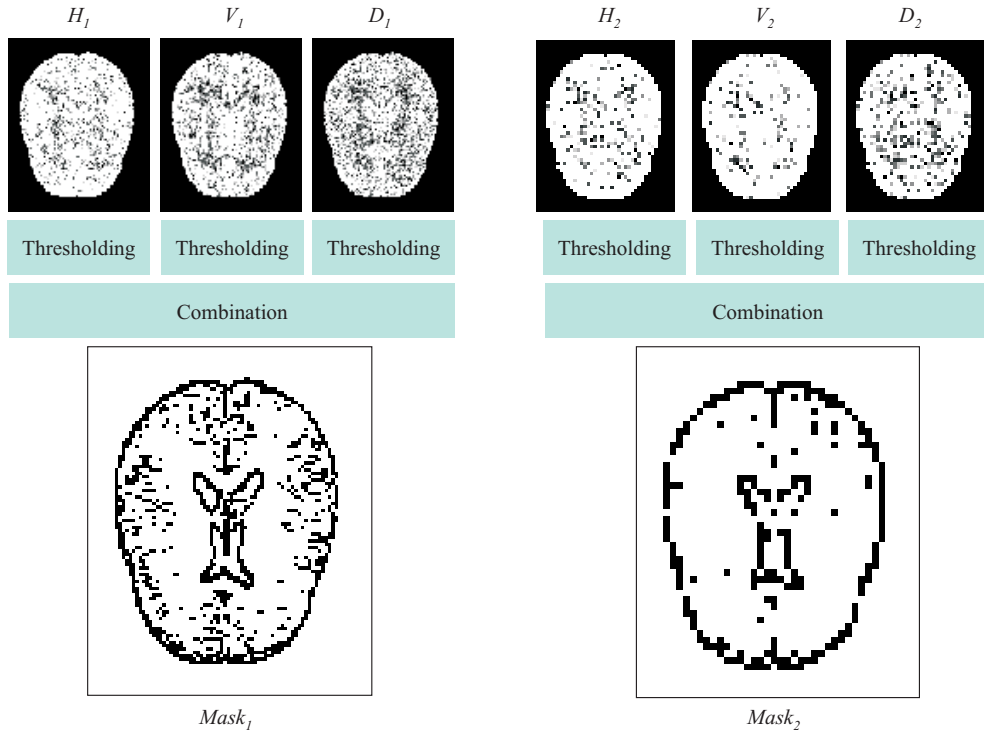 H₁ V₁ D₁ H₂ V₂ D₂
Thresholding Thresholding Thresholding Thresholding Thresholding Thresholding
Combination Combination
Mask₁ Mask₂